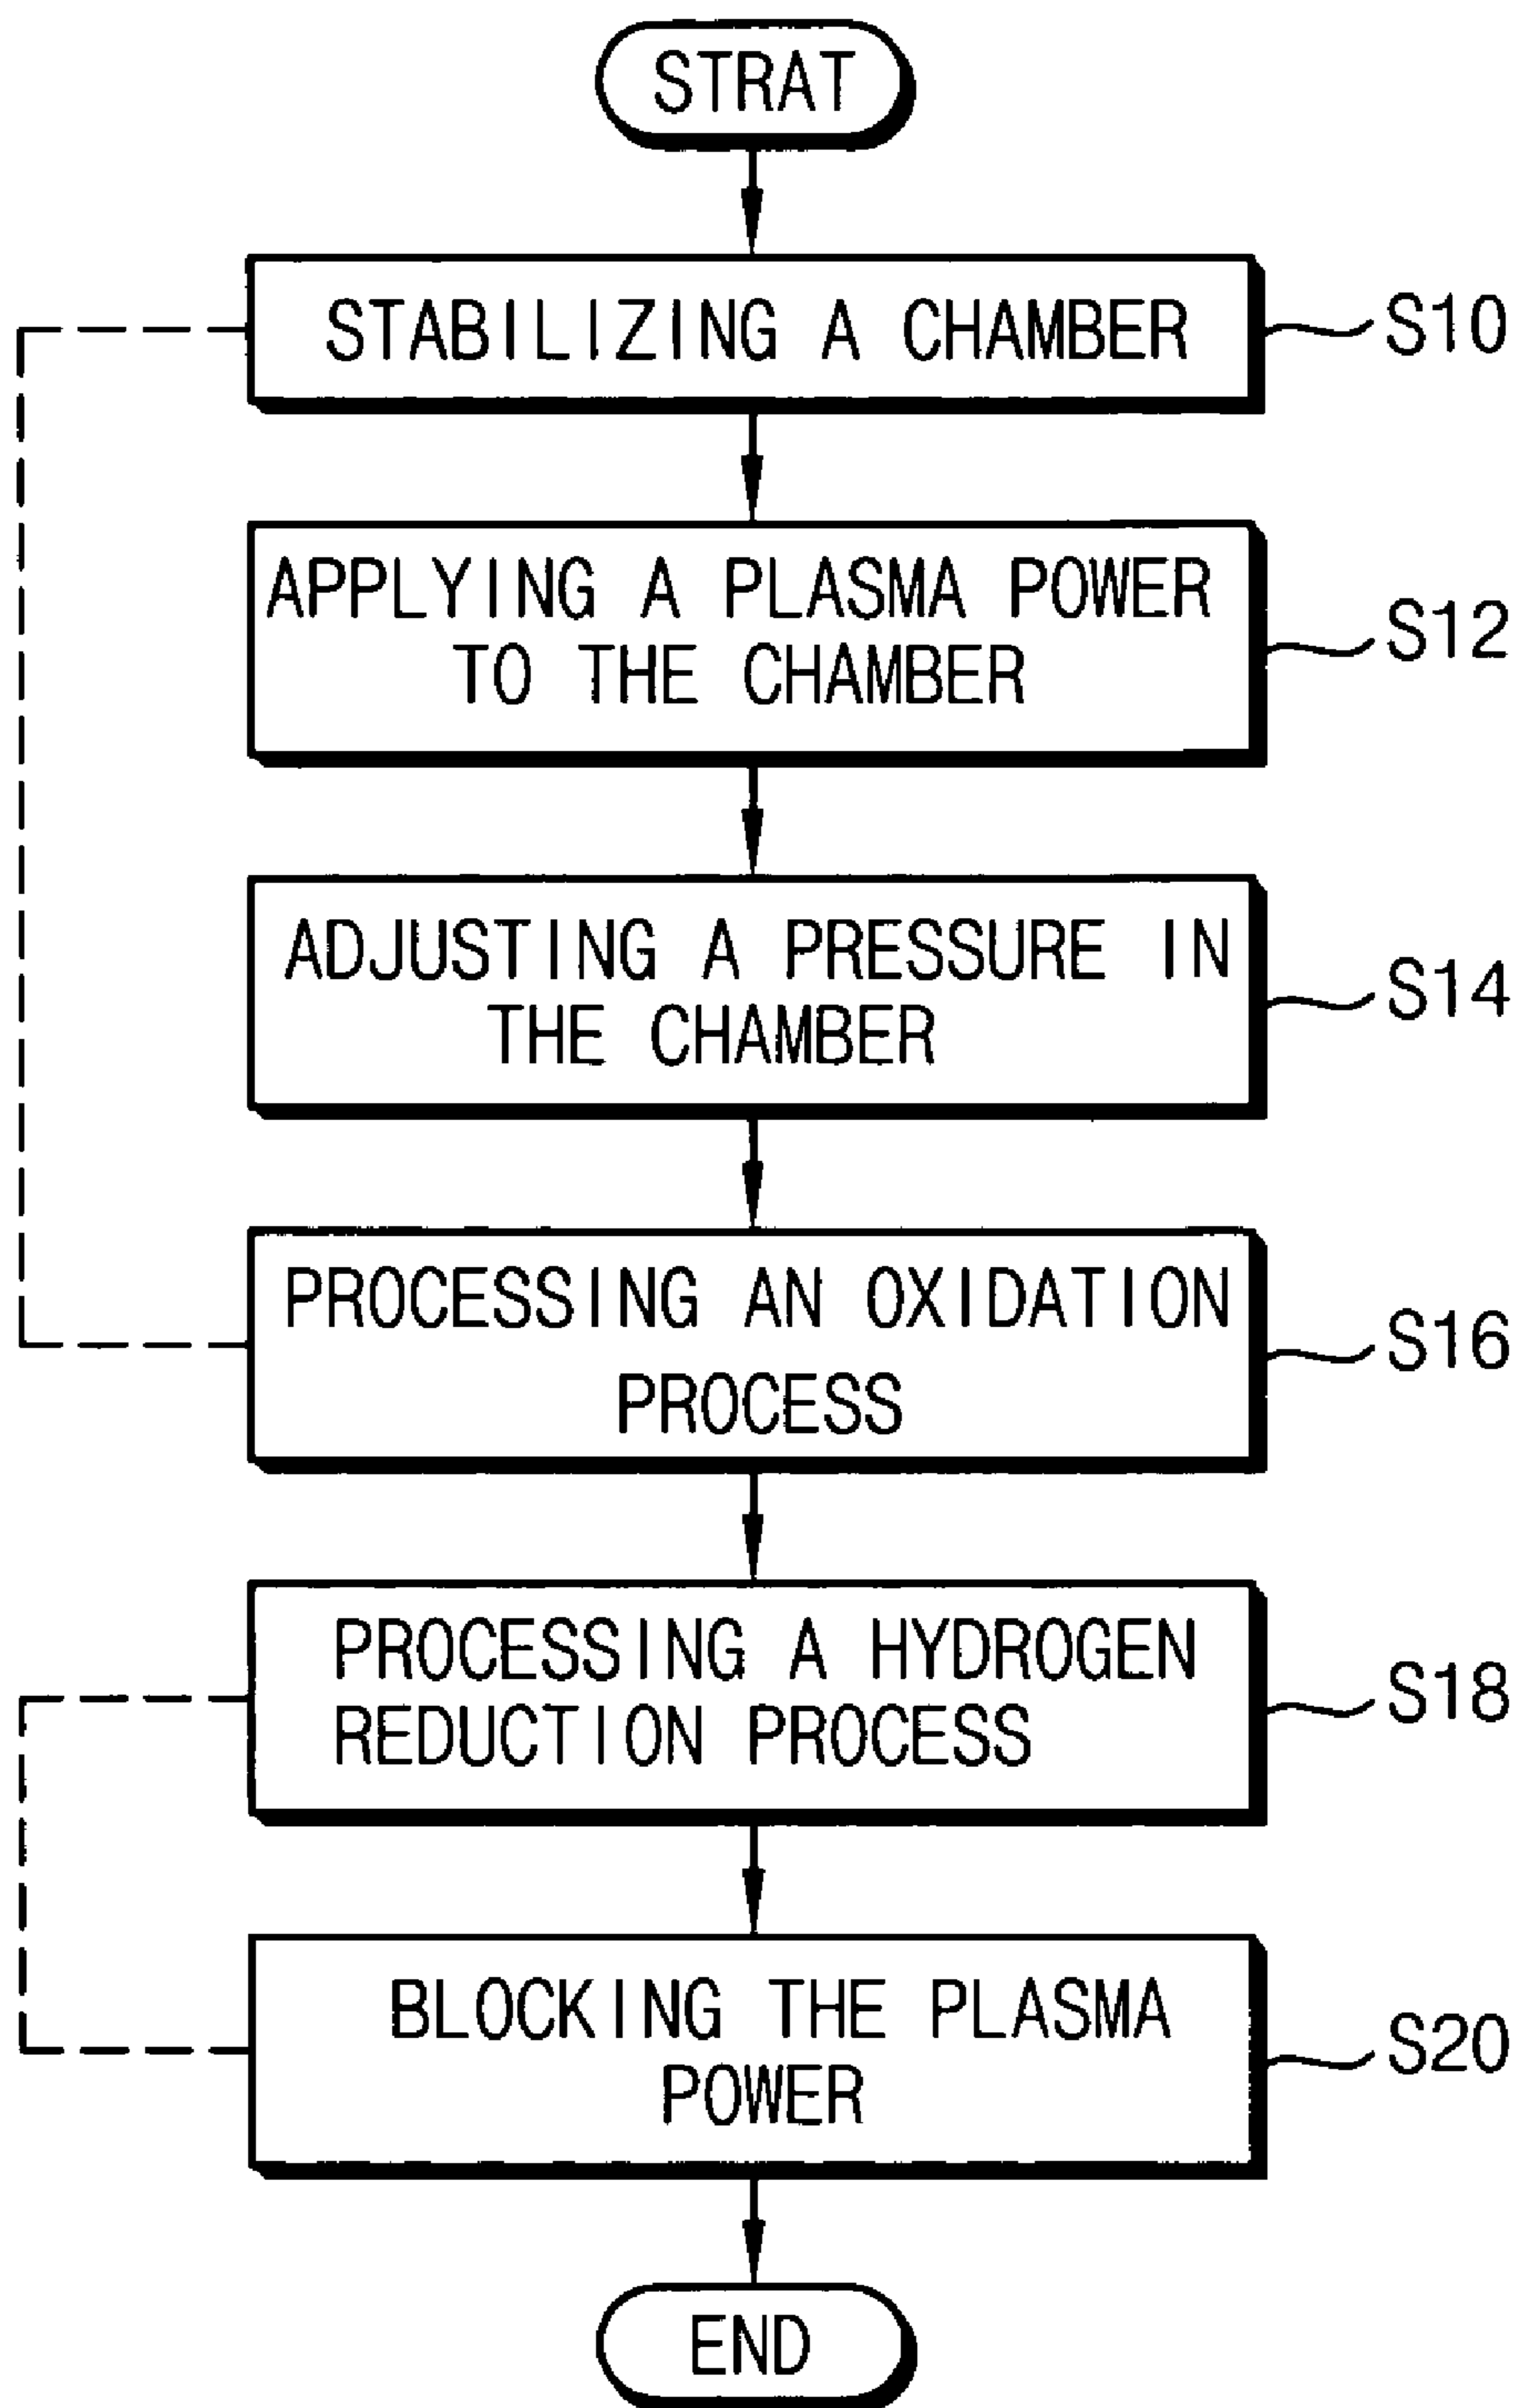 STRAT
STABILIZING A CHAMBER
S10
APPLYING A PLASMA POWER
TO THE CHAMBER
S12
ADJUSTING A PRESSURE IN
THE CHAMBER
S14
PROCESSING AN OXIDATION
PROCESS
S16
PROCESSING A HYDROGEN
REDUCTION PROCESS
S18
BLOCKING THE PLASMA
POWER
S20
END